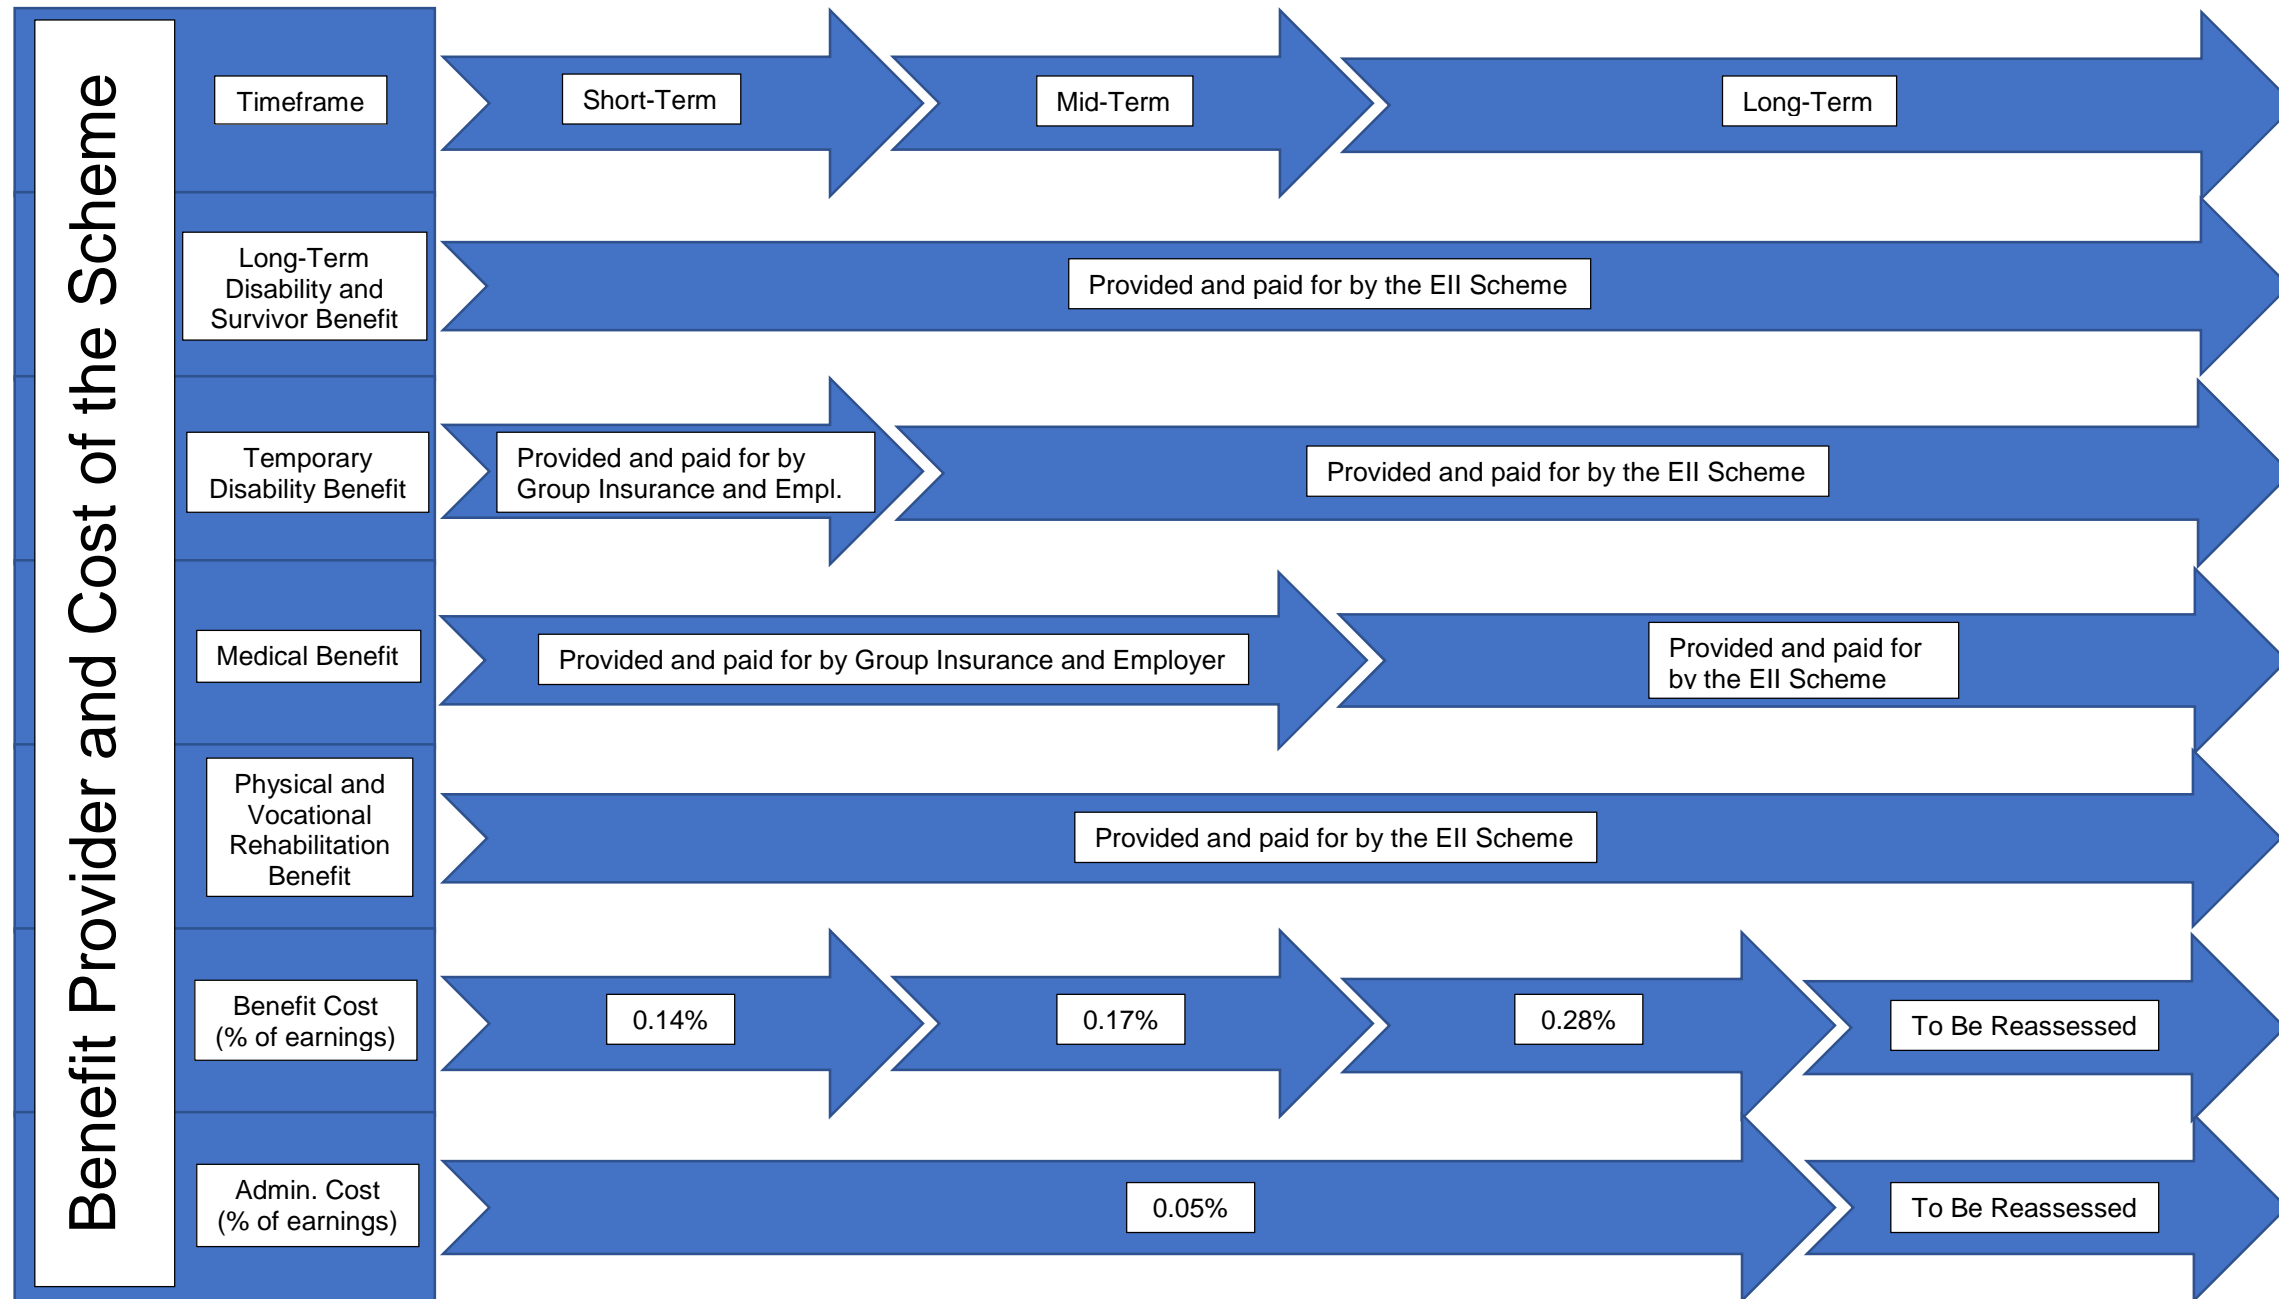 Benefit Provider and Cost of the Scheme
Timeframe
Short-Term
Mid-Term
Long-Term
Long-Term
Disability and
Survivor Benefit
Provided and paid for by the EII Scheme
Temporary
Disability Benefit
Provided and paid for by
Group Insurance and Empl.
Provided and paid for by the EII Scheme
Medical Benefit
Provided and paid for by Group Insurance and Employer
Provided and paid for
by the EII Scheme
Physical and
Vocational
Rehabilitation
Benefit
Provided and paid for by the EII Scheme
Benefit Cost
(% of earnings)
0.14%
0.17%
0.28%
To Be Reassessed
Admin. Cost
(% of earnings)
0.05%
To Be Reassessed